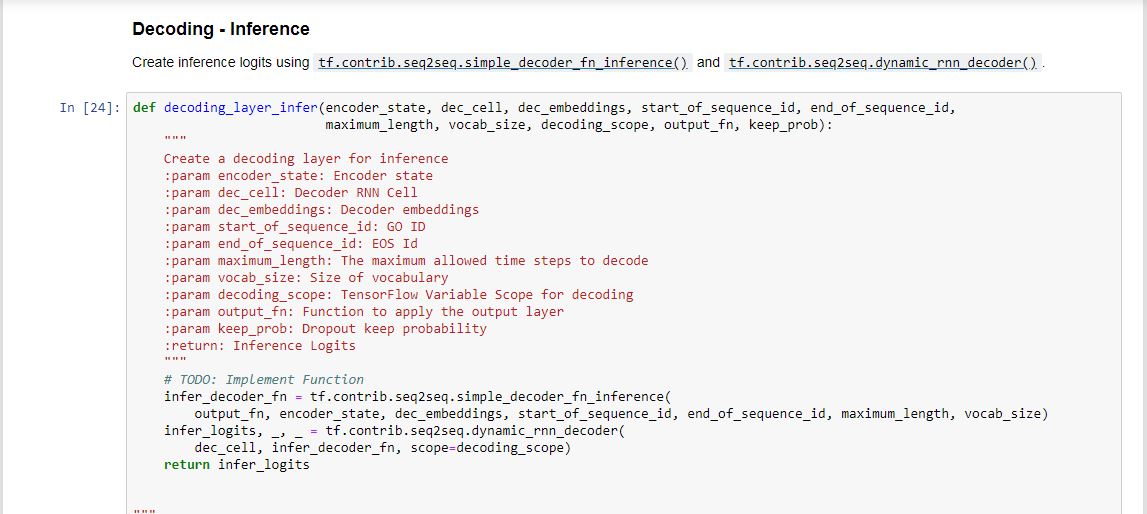 Decoding - Inference
Create inference logits using tf.contrib.seq2seq.simple_decoder_fn_inference() and tf.contrib.seq2seq.dynamic_rnn_decoder() .
In [24]: def decoding_layer_infer(encoder_state, dec_cell, dec_embeddings, start_of_sequence_id, end_of_sequence_id,
maximum_length, vocab_size, decoding_scope, output_fn, keep_prob):
"""
Create a decoding layer for inference
:param encoder_state: Encoder state
:param dec_cell: Decoder RNN Cell
:param dec_embeddings: Decoder embeddings
:param start_of_sequence_id: GO ID
:param end_of_sequence_id: EOS Id
:param maximum_length: The maximum allowed time steps to decode
:param vocab_size: Size of vocabulary
:param decoding_scope: TensorFlow Variable Scope for decoding
:param output_fn: Function to apply the output layer
:param keep_prob: Dropout keep probability
:return: Inference Logits
"""
# TODO: Implement Function
infer_decoder_fn = tf.contrib.seq2seq.simple_decoder_fn_inference(
output_fn, encoder_state, dec_embeddings, start_of_sequence_id, end_of_sequence_id, maximum_length, vocab_size)
infer_logits, _, _ = tf.contrib.seq2seq.dynamic_rnn_decoder(
dec_cell, infer_decoder_fn, scope=decoding_scope)
return infer_logits
"""